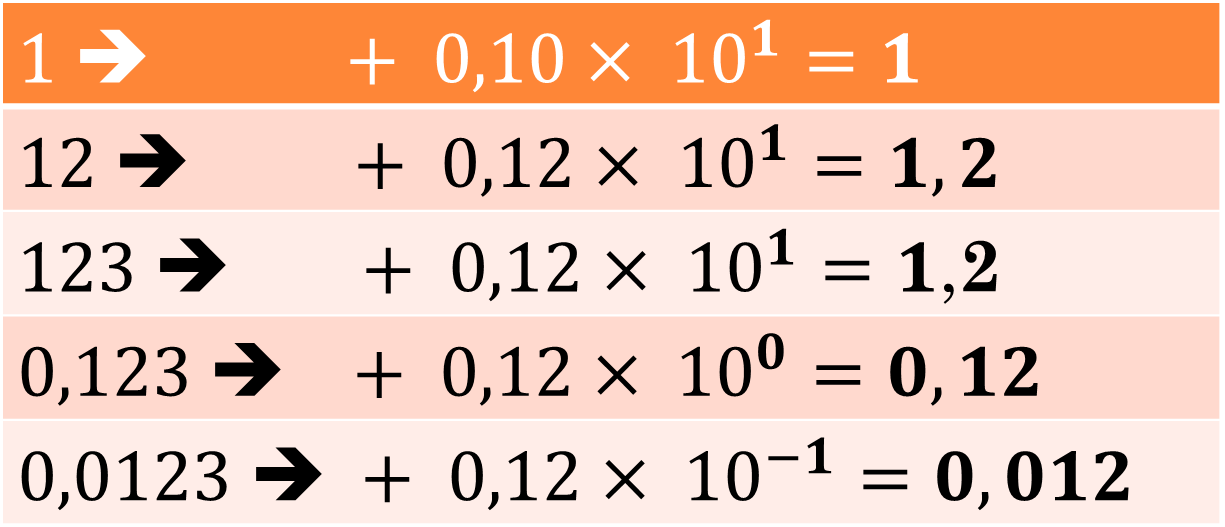 1 ➔ + 0,10 × 10¹ = 1
12 ➔ + 0,12 × 10¹ = 1,2
123 ➔ + 0,12 × 10¹ = 1,2
0,123 ➔ + 0,12 × 10⁰ = 0,12
0,0123 ➔ + 0,12 × 10⁻¹ = 0,012